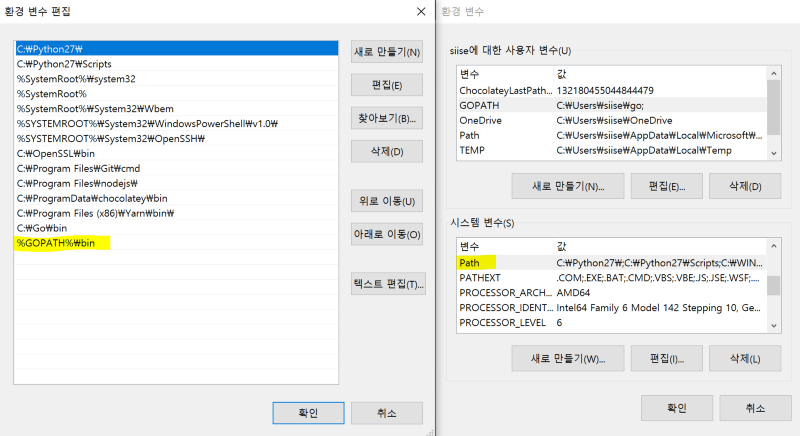 환경 변수 편집
C:₩Python27₩
C:₩Python27₩Scripts
%SystemRoot%₩system32
%SystemRoot%
%SystemRoot%₩System32₩Wbem
%SYSTEMROOT%₩System32₩WindowsPowerShell₩v1.0₩
%SYSTEMROOT%₩System32₩OpenSSH₩
C:₩OpenSSL₩bin
C:₩Program Files₩Git₩cmd
C:₩Program Files₩nodejs₩
C:₩ProgramData₩chocolatey₩bin
C:₩Program Files (x86)₩Yarn₩bin₩
C:₩Go₩bin
%GOPATH%₩bin
새로 만들기(N)
편집(E)
찾아보기(B)...
삭제(D)
위로 이동(U)
아래로 이동(O)
텍스트 편집(T)...
확인
취소
환경 변수
siise에 대한 사용자 변수(U)
변수 값
ChocolateyLastPath... 132180455044844479
GOPATH C:₩Users₩siise₩go;
OneDrive C:₩Users₩siise₩OneDrive
Path C:₩Users₩siise₩AppData₩Local₩Microsoft₩...
TEMP C:₩Users₩siise₩AppData₩Local₩Temp
새로 만들기(N)...
편집(E)...
삭제(D)
시스템 변수(S)
변수 값
Path C:₩Python27₩;C:₩Python27₩Scripts;C:₩WIN...
PATHEXT .COM;.EXE;.BAT;.CMD;.VBS;.VBE;.JS;.JSE;.WSF;....
PROCESSOR_ARCH... AMD64
PROCESSOR_IDENT... Intel64 Family 6 Model 142 Stepping 10, Ge...
PROCESSOR_LEVEL 6
새로 만들기(W)...
편집(I)...
삭제(L)
확인
취소